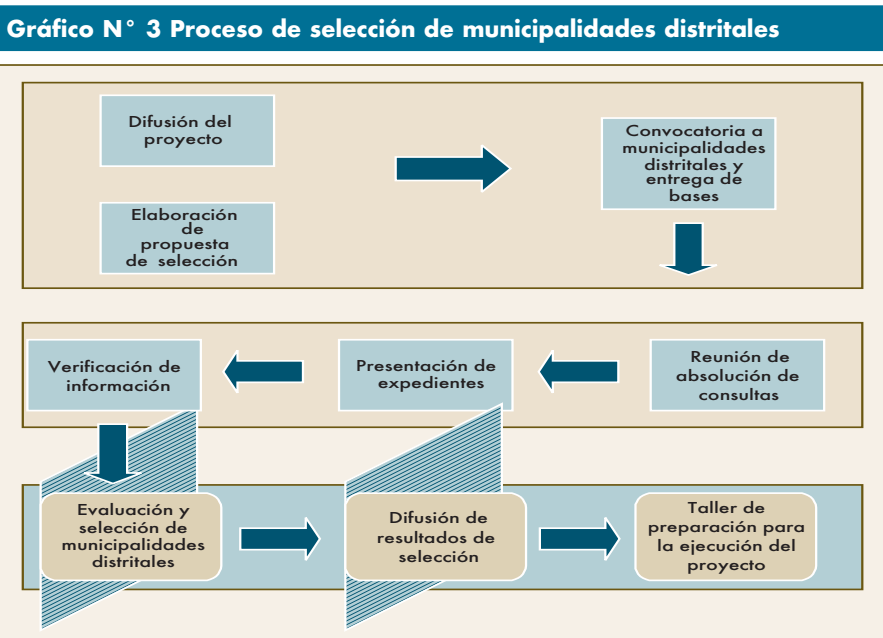 Gráfico N° 3 Proceso de selección de municipalidades distritales
Difusión del
proyecto
Elaboración
de
propuesta
de selección
Convocatoria a
municipalidades
distritales y
entrega de
bases
Verificación de
información
Presentación de
expedientes
Reunión de
absolución de
consultas
Evaluación y
selección de
municipalidades
distritales
Difusión de
resultados de
selección
Taller de
preparación para
la ejecución del
proyecto